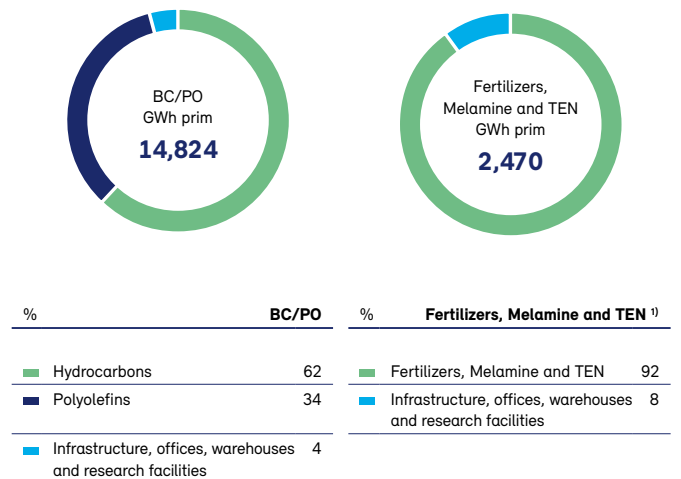 BC/PO
GWh prim
14,824
Fertilizers,
Melamine and TEN
GWh prim
2,470
% BC/PO
Hydrocarbons 62
Polyolefins 34
Infrastructure, offices, warehouses 4
and research facilities
% Fertilizers, Melamine and TEN 1)
Fertilizers, Melamine and TEN 92
Infrastructure, offices, warehouses 8
and research facilities